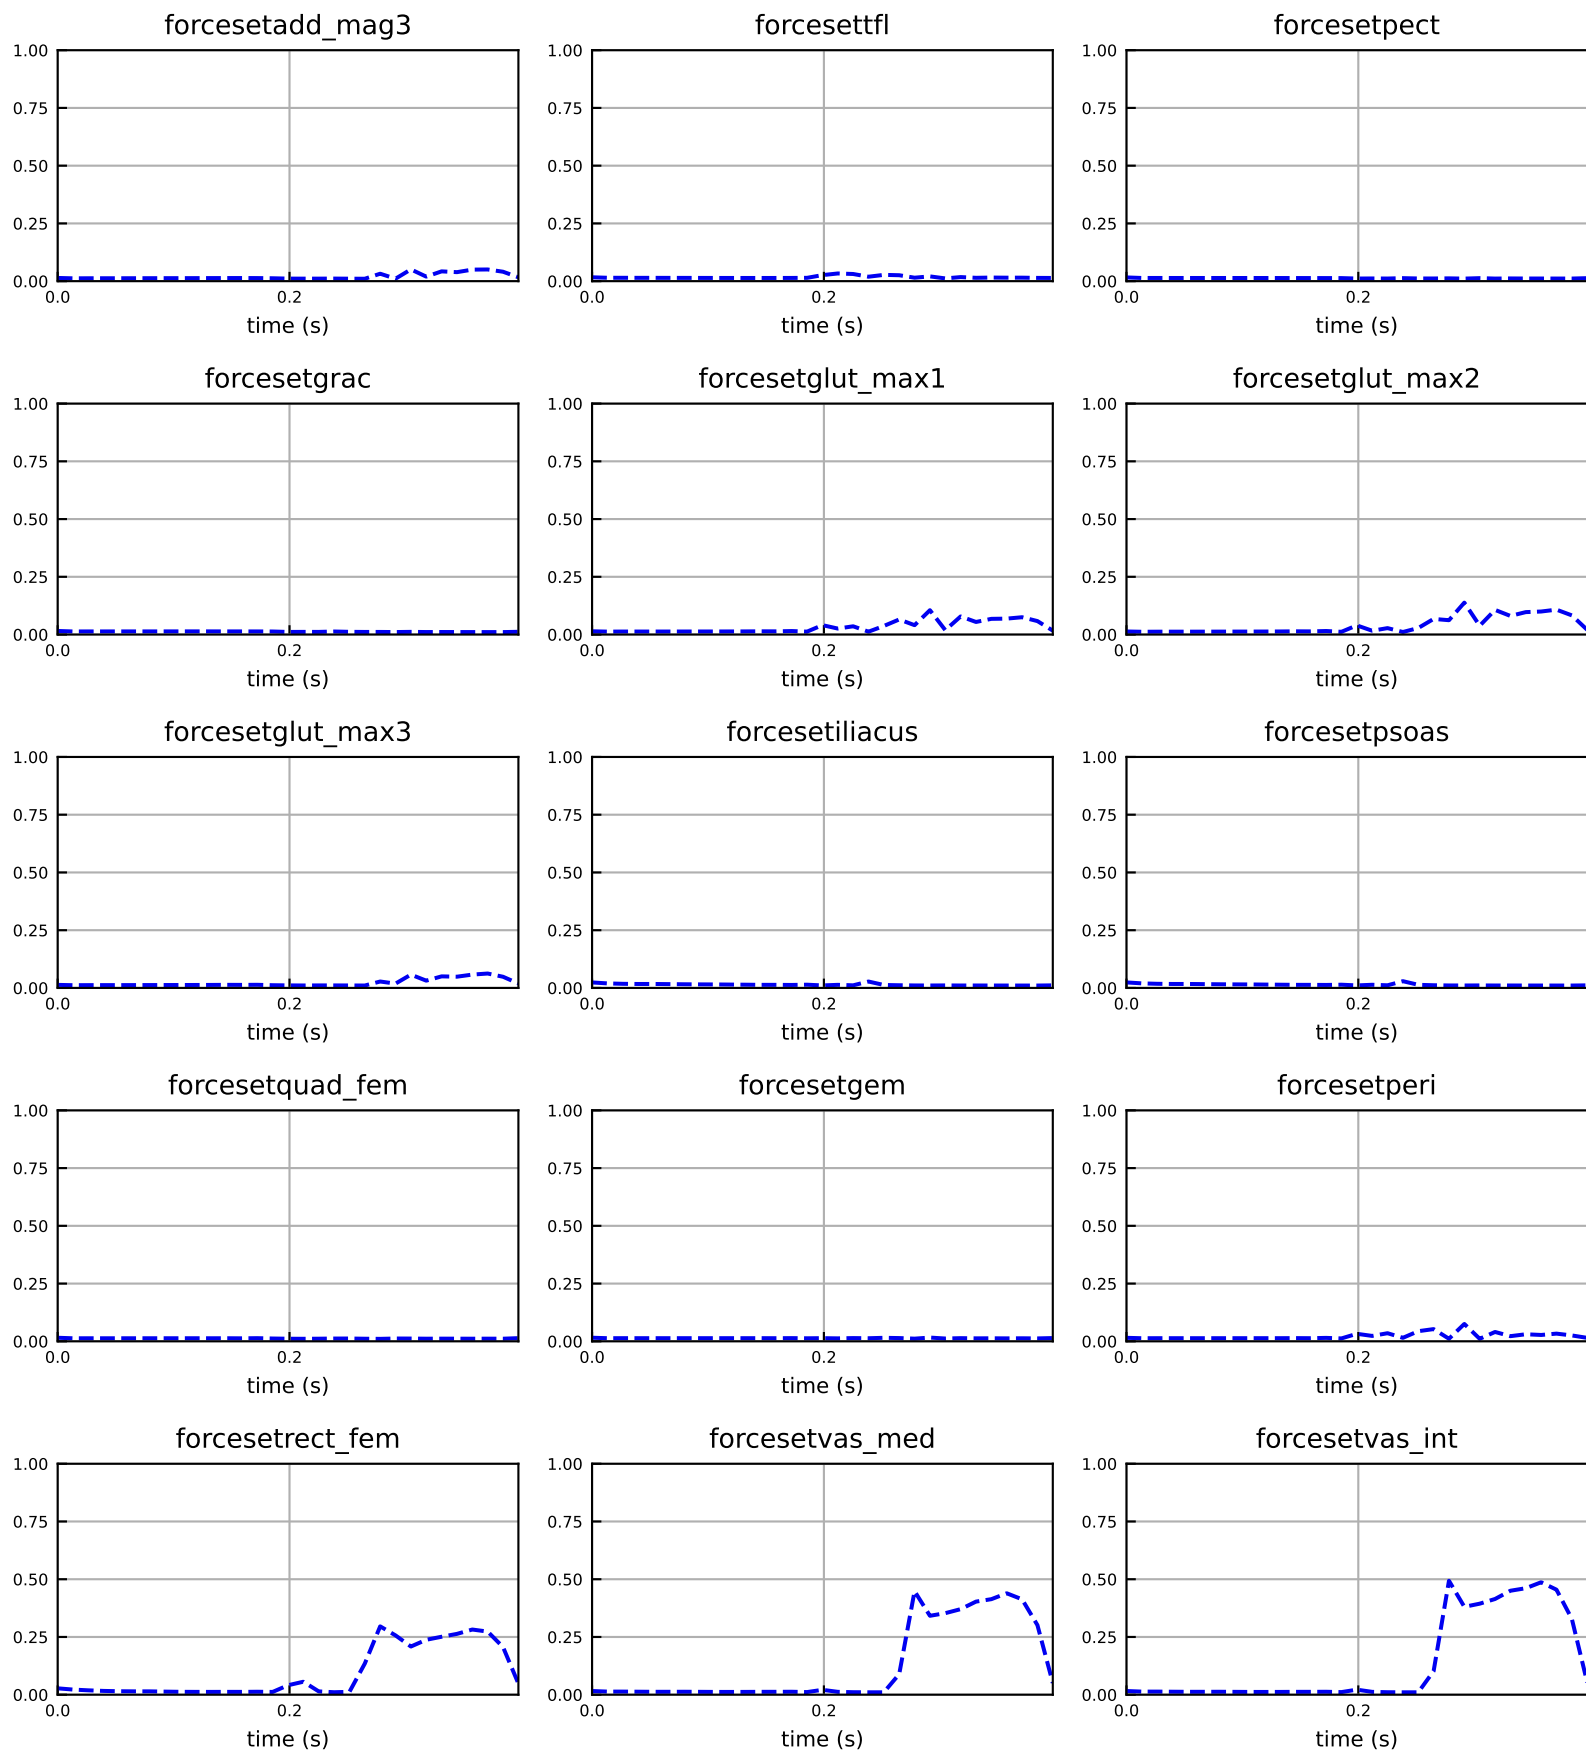 forcesetadd_mag3 forcesettfl forcesetpect
1.00 1.00 1.00
0.75 0.75 0.75
0.50 0.50 0.50
0.25 0.25 0.25
0.00 0.00 0.00
0.0 0.2 0.0 0.2 0.0 0.2
time (s) time (s) time (s)
forcesetgrac forcesetglut_max1 forcesetglut_max2
1.00 1.00 1.00
0.75 0.75 0.75
0.50 0.50 0.50
0.25 0.25 0.25
0.00 0.00 0.00
0.0 0.2 0.0 0.2 0.0 0.2
time (s) time (s) time (s)
forcesetglut_max3 forcesetiliacus forcesetpsoas
1.00 1.00 1.00
0.75 0.75 0.75
0.50 0.50 0.50
0.25 0.25 0.25
0.00 0.00 0.00
0.0 0.2 0.0 0.2 0.0 0.2
time (s) time (s) time (s)
forcesetquad_fem forcesetgem forcesetperi
1.00 1.00 1.00
0.75 0.75 0.75
0.50 0.50 0.50
0.25 0.25 0.25
0.00 0.00 0.00
0.0 0.2 0.0 0.2 0.0 0.2
time (s) time (s) time (s)
forcesetrect_fem forcesetvas_med forcesetvas_int
1.00 1.00 1.00
0.75 0.75 0.75
0.50 0.50 0.50
0.25 0.25 0.25
0.00 0.00 0.00
0.0 0.2 0.0 0.2 0.0 0.2
time (s) time (s) time (s)